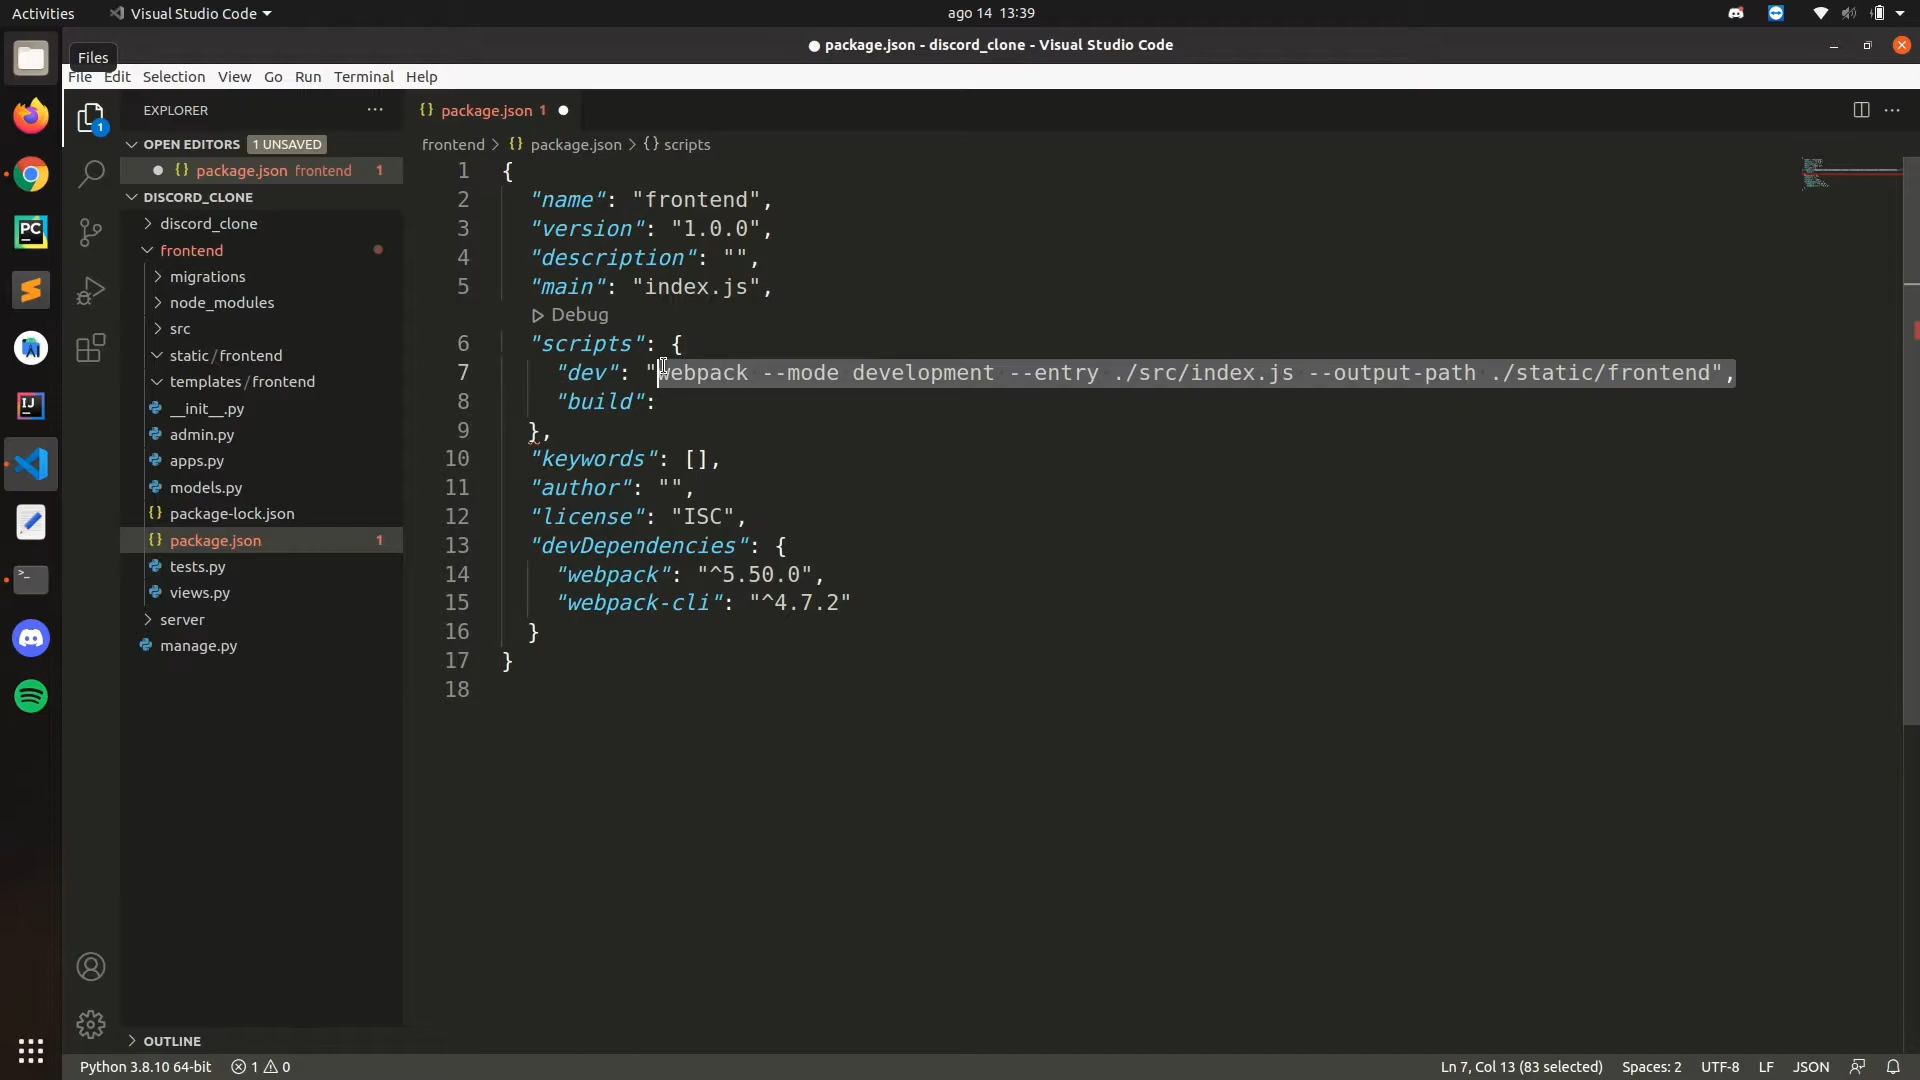 Activities
Visual Studio Code
ago 14 13:39
Files
● package.json - discord_clone - Visual Studio Code
File Edit Selection View Go Run Terminal Help
EXPLORER
{} package.json 1
OPEN EDITORS 1 UNSAVED
frontend > {} package.json > {} scripts
{} package.json frontend 1
DISCORD_CLONE
discord_clone
frontend
migrations
node_modules
src
static/frontend
templates/frontend
__init__.py
admin.py
apps.py
models.py
{} package-lock.json
{} package.json 1
tests.py
views.py
server
manage.py
1 {
2 "name": "frontend",
3 "version": "1.0.0",
4 "description": "",
5 "main": "index.js",
Debug
6 "scripts": {
7 "dev": "webpack --mode development --entry ./src/index.js --output-path ./static/frontend",
8 "build":
9 },
10 "keywords": [],
11 "author": "",
12 "license": "ISC",
13 "devDependencies": {
14 "webpack": "^5.50.0",
15 "webpack-cli": "^4.7.2"
16 }
17 }
18
OUTLINE
1
PC
IJ
Python 3.8.10 64-bit
1 0
Ln 7, Col 13 (83 selected) Spaces: 2 UTF-8 LF JSON